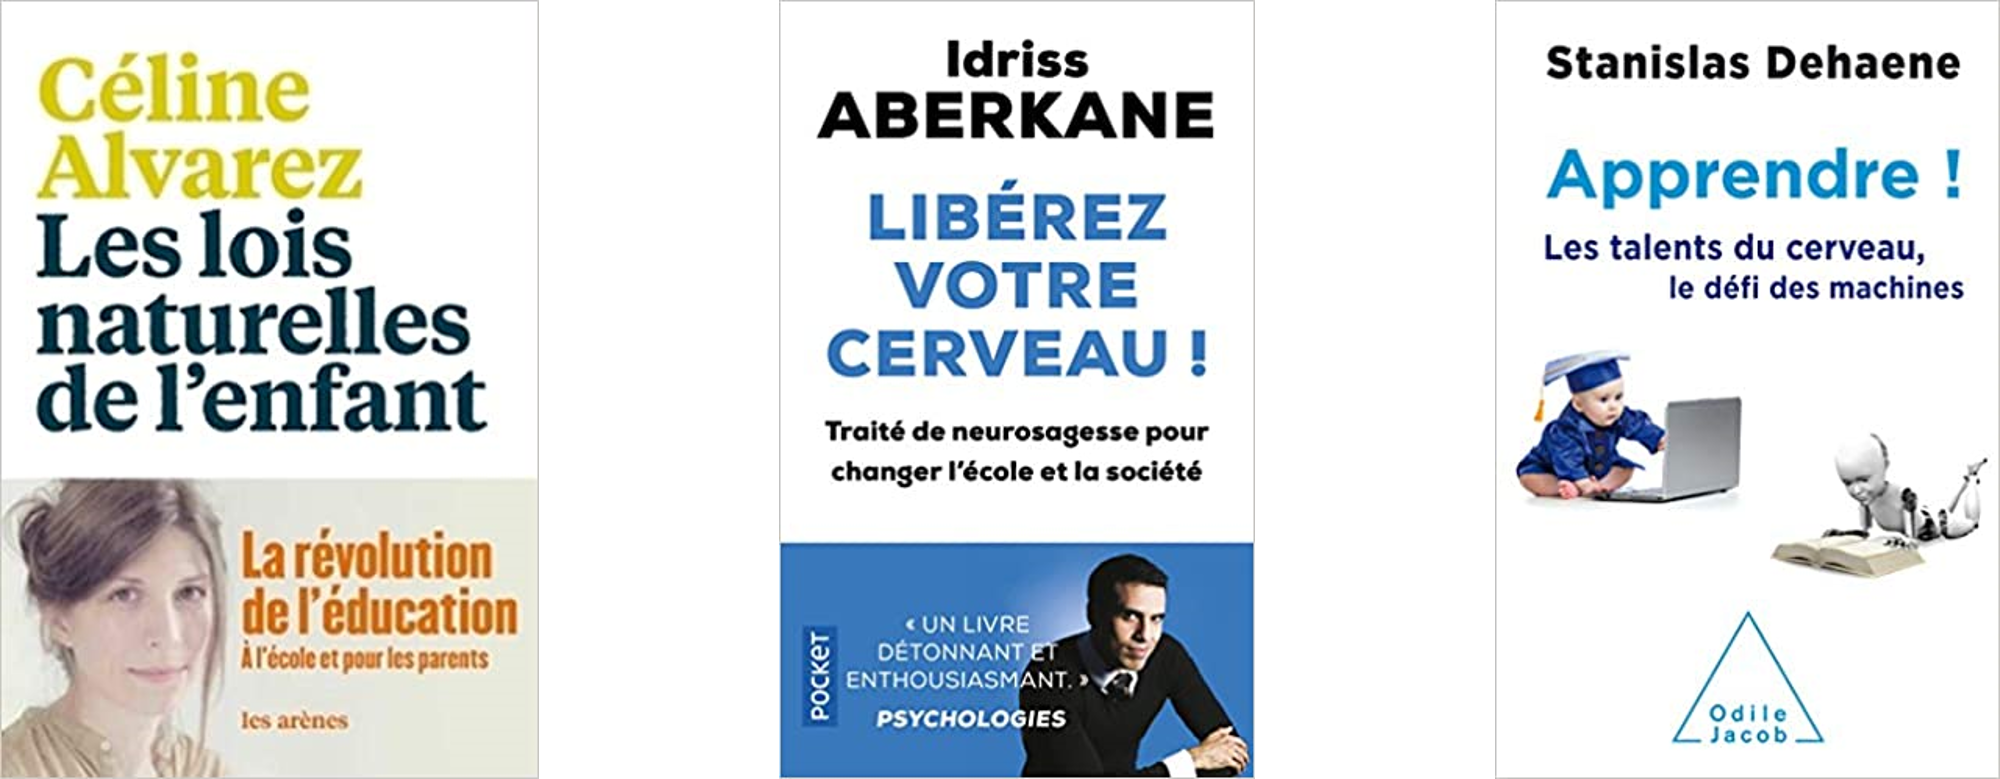 Céline
Alvarez
Les lois
naturelles
de l'enfant
La révolution
de l'éducation
À l'école et pour les parents
les arènes
Idriss
ABERKANE
LIBÉREZ
VOTRE
CERVEAU !
Traité de neurosagesse pour
changer l'école et la société
POCKET
« UN LIVRE
DÉTONNANT ET
ENTHOUSIASMANT. »
PSYCHOLOGIES
Stanislas Dehaene
Apprendre !
Les talents du cerveau,
le défi des machines
Odile
Jacob